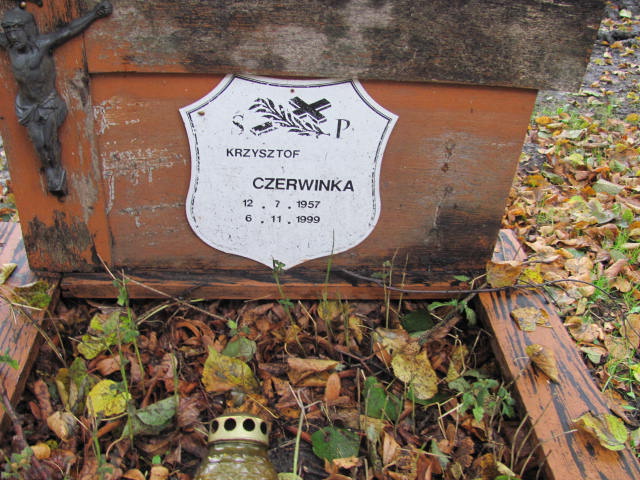 Ś P
KRZYSZTOF
CZERWINKA
12 . 7 . 1957
6 . 11 . 1999